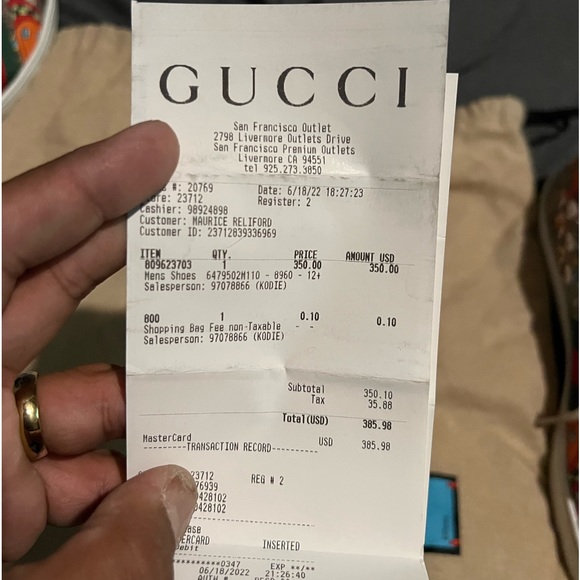 GUCCI
San Francisco Outlet
2798 Livermore Outlets Drive
San Francisco Premium Outlets
Livermore CA 94551
tel 925.273.3850
#: 20769 Date: 6/18/22 18:27:23
: 23712 Register: 2
Cashier: 98924898
Customer: MAURICE RELIFORD
Customer ID: 23712839336969
ITEM QTY. PRICE AMOUNT USD
809623703 1 350.00 350.00
Mens Shoes 6479502M110 - 8960 - 12+
Salesperson: 97078866 (KODIE)
800 1 0.10 0.10
Shopping Bag Fee non-Taxable - -
Salesperson: 97078866 (KODIE)
Subtotal 350.10
Tax 35.88
Total(USD) 385.98
MasterCard USD 385.98
----------TRANSACTION RECORD----------
23712 REG # 2
76939
0428102
0428102
INSERTED
**********0347 EXP **/**
06/18/2022 21:26:40
AUTH #